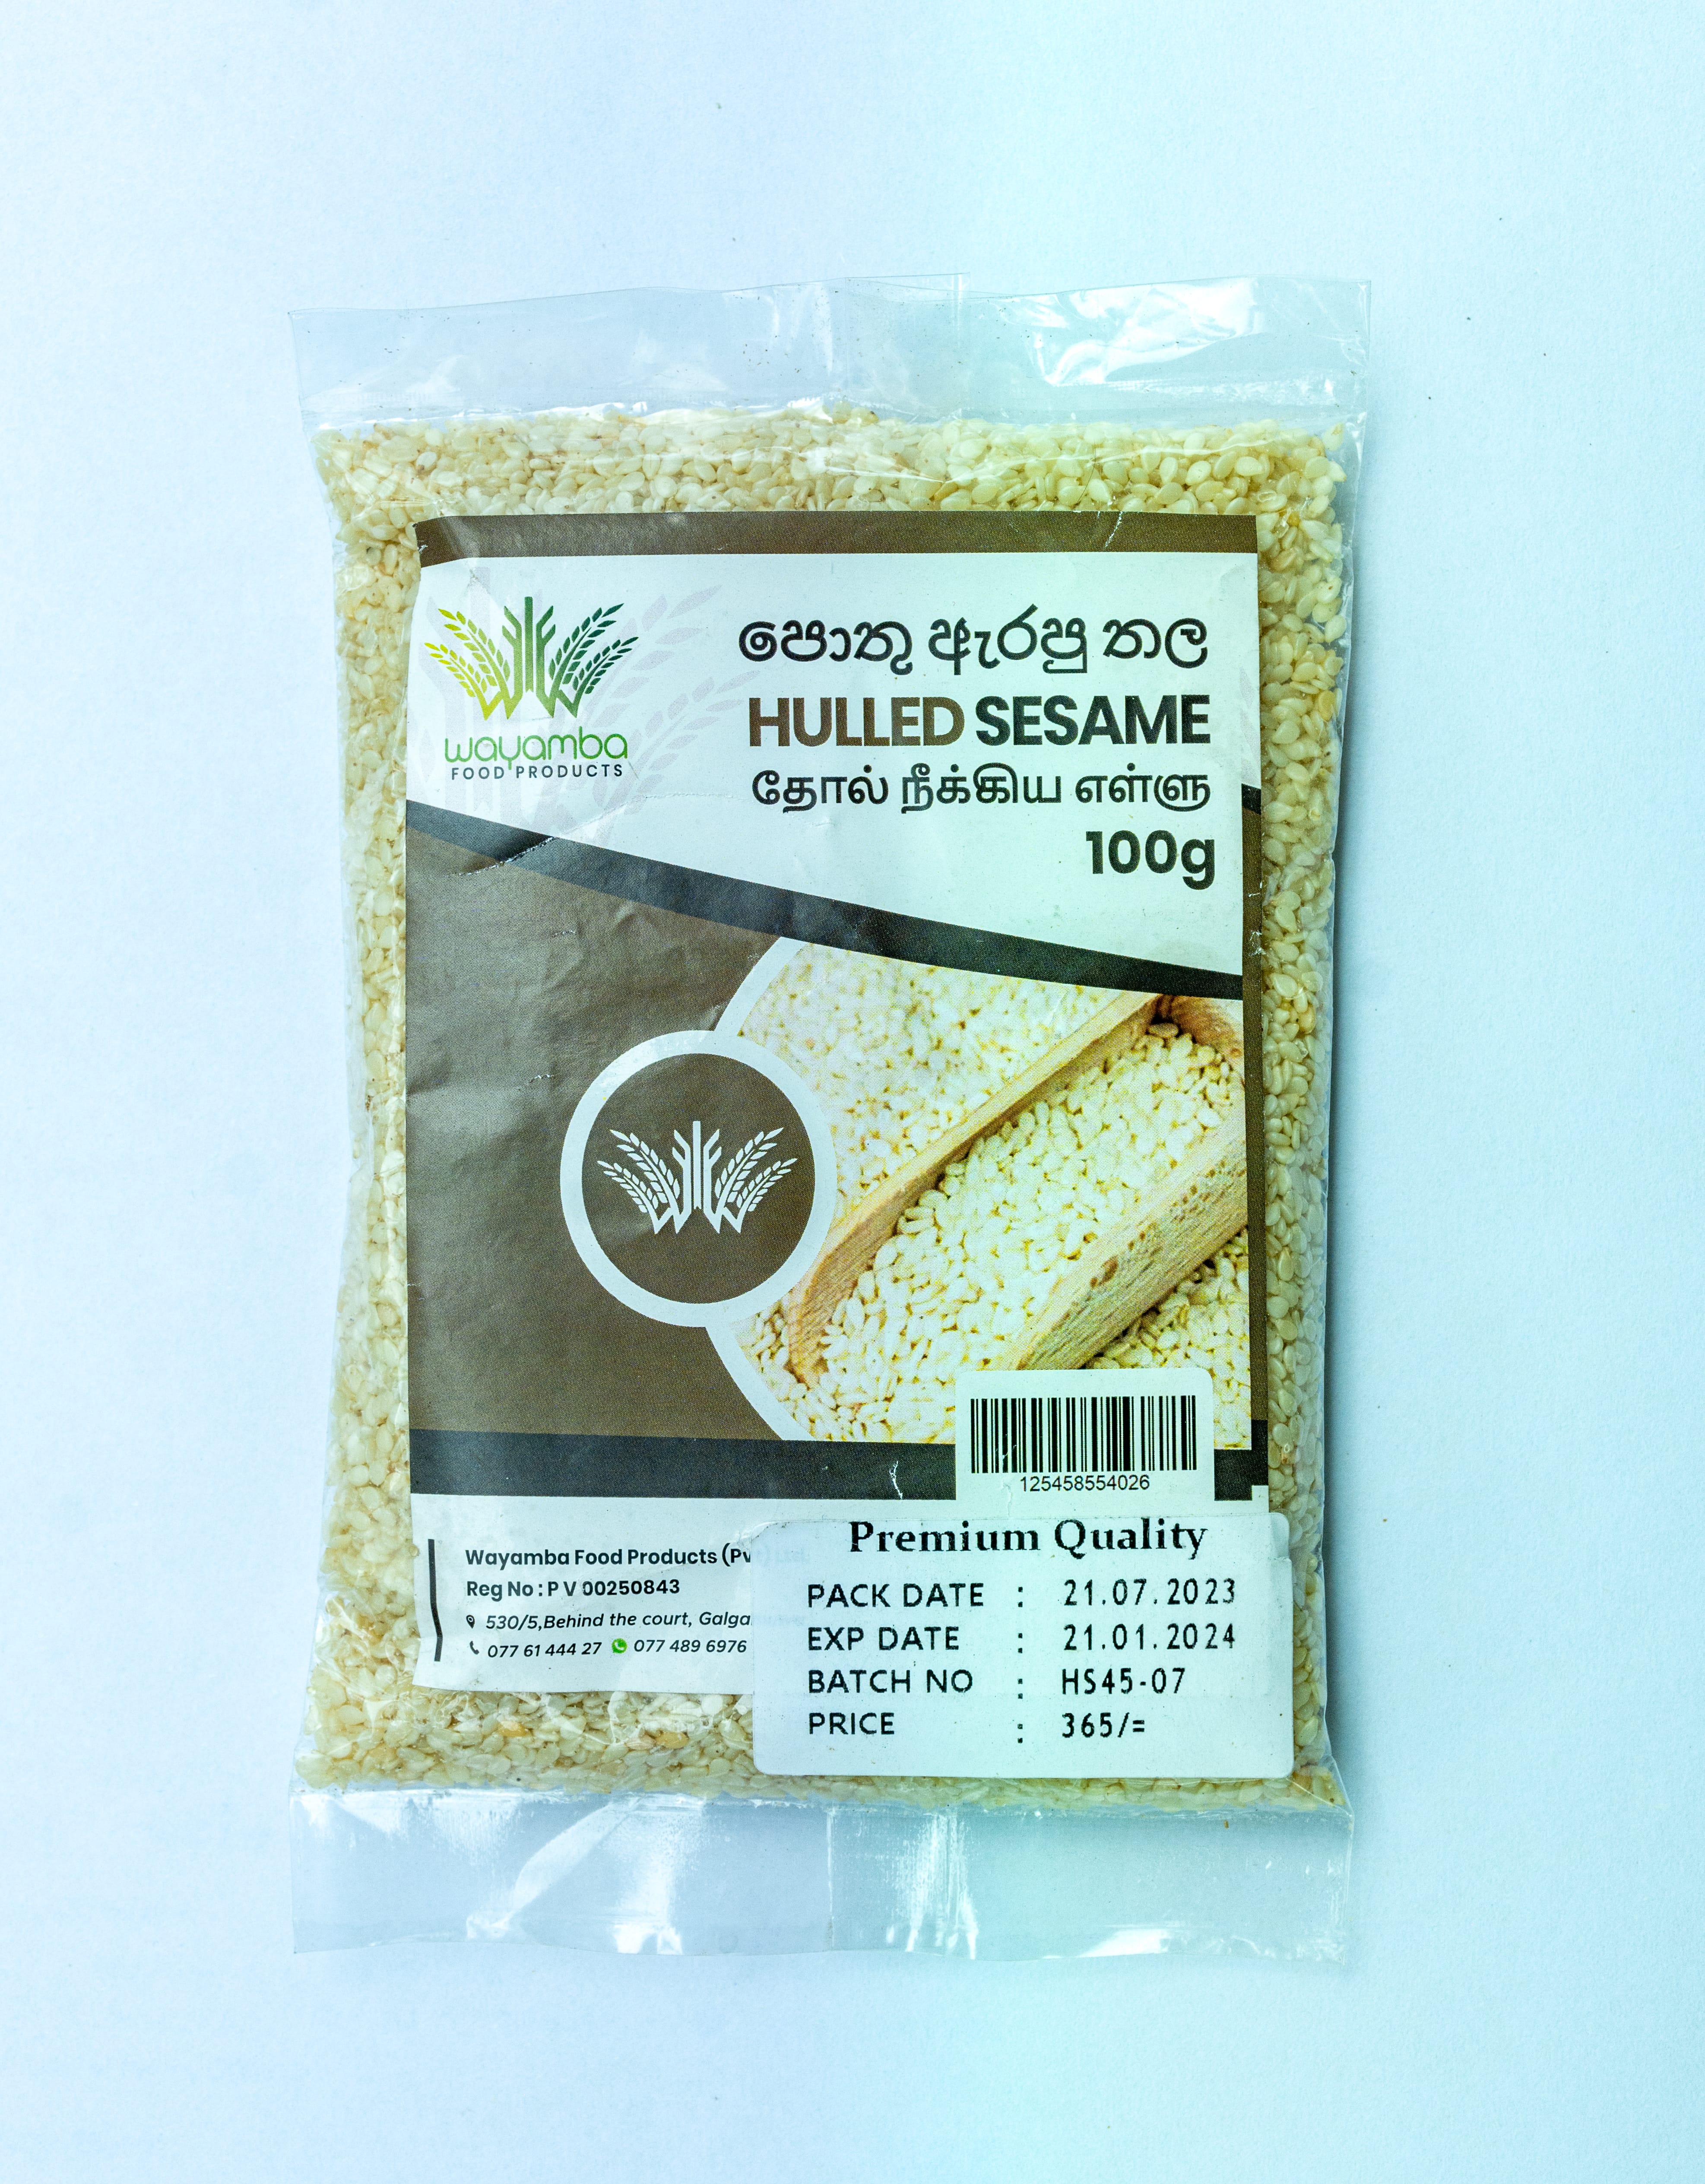 wayamba
FOOD PRODUCTS
පොතු ඇරපු තල
HULLED SESAME
தோல் நீக்கிய எள்ளு
100g
125458554026
Wayamba Food Products (Pv
Reg No : P V 00250843
530/5,Behind the court,
077 61 444 27 077 489 6976
Premium Quality
PACK DATE : 21.07.2023
EXP DATE : 21.01.2024
BATCH NO : HS45-07
PRICE : 365/=